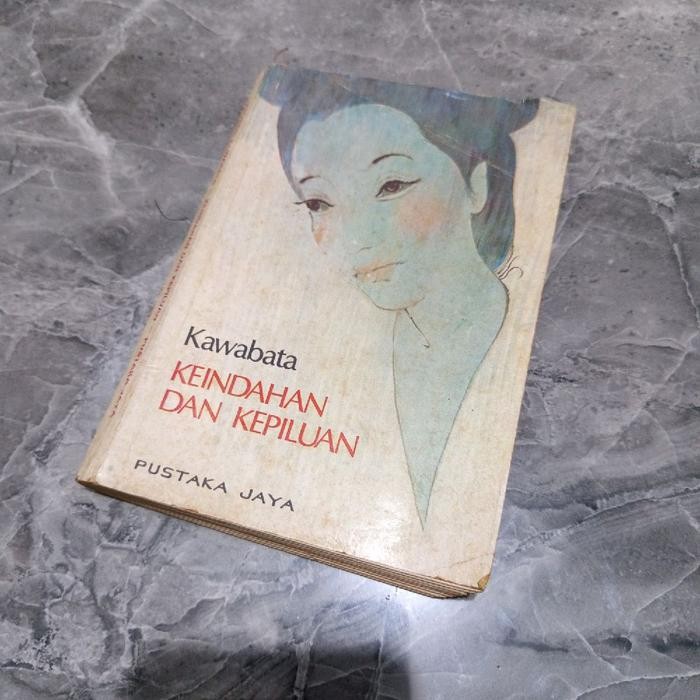 Kawabata
KEINDAHAN
DAN KEPILUAN
PUSTAKA JAYA